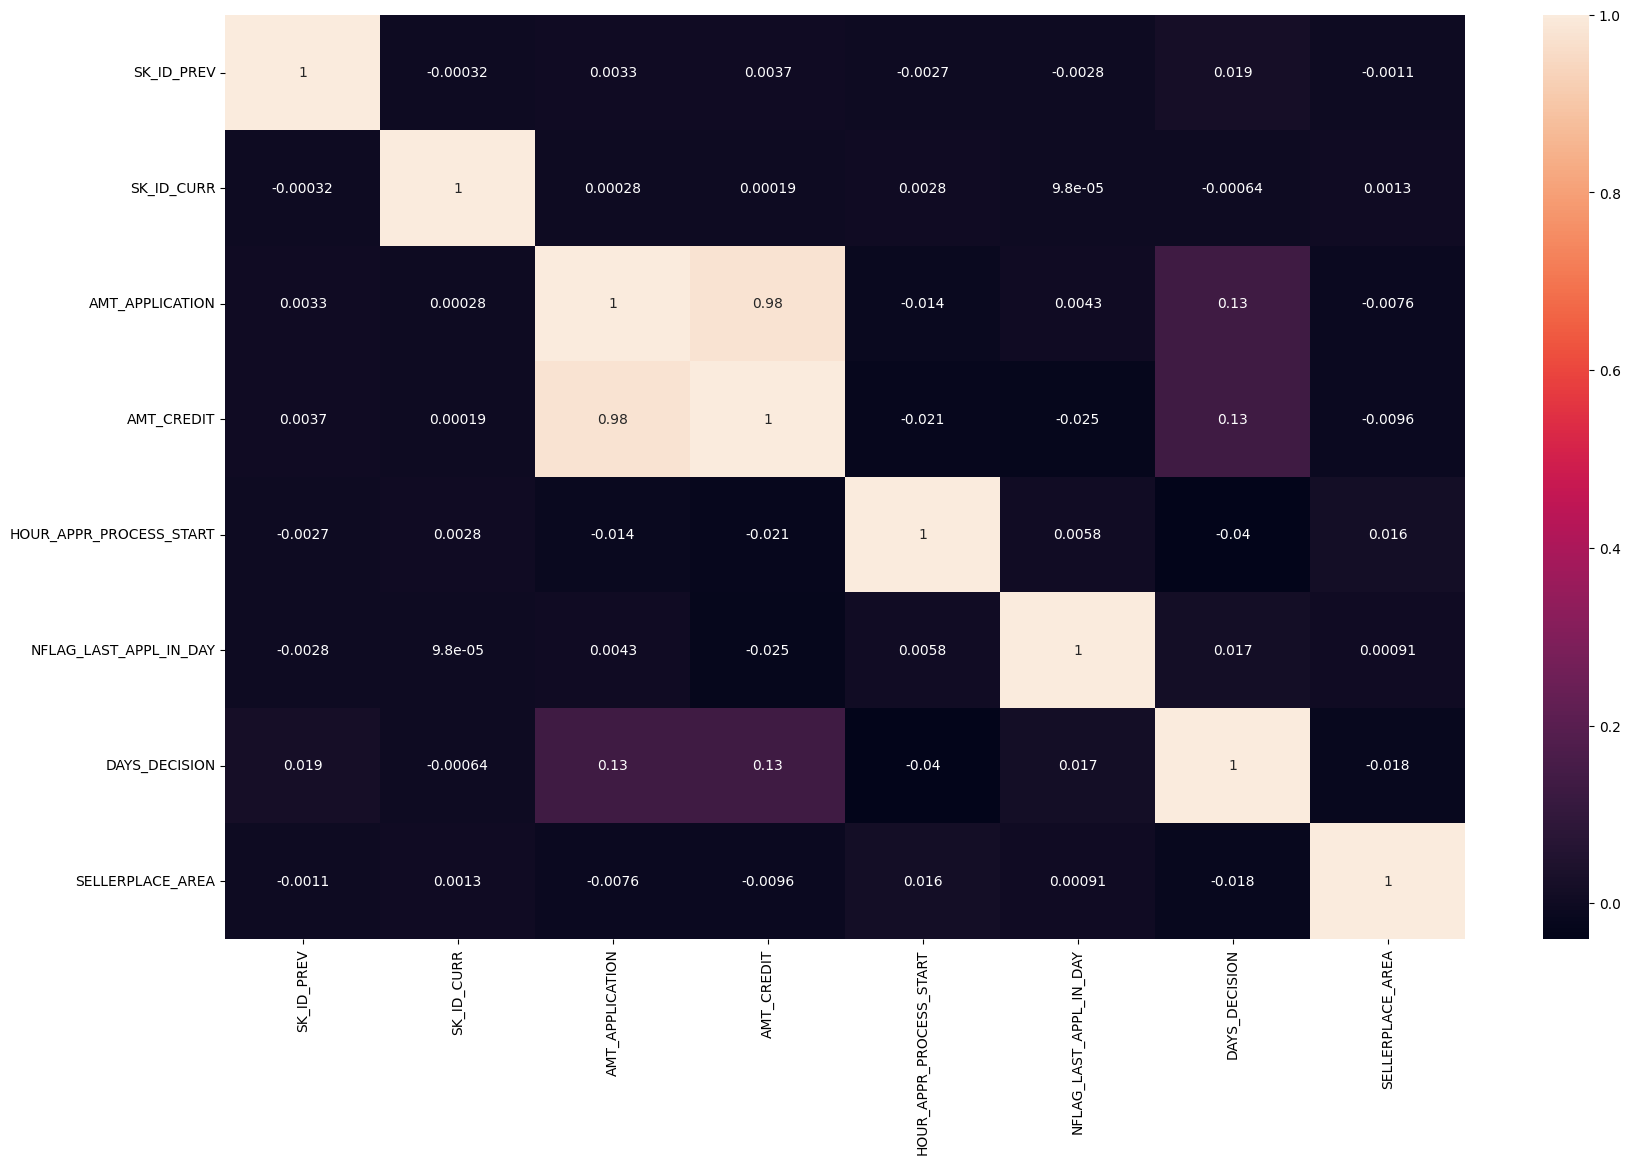 SK_ID_PREV 1 -0.00032 0.0033 0.0037 -0.0027 -0.0028 0.019 -0.0011
SK_ID_CURR -0.00032 1 0.00028 0.00019 0.0028 9.8e-05 -0.00064 0.0013
AMT_APPLICATION 0.0033 0.00028 1 0.98 -0.014 0.0043 0.13 -0.0076
AMT_CREDIT 0.0037 0.00019 0.98 1 -0.021 -0.025 0.13 -0.0096
HOUR_APPR_PROCESS_START -0.0027 0.0028 -0.014 -0.021 1 0.0058 -0.04 0.016
NFLAG_LAST_APPL_IN_DAY -0.0028 9.8e-05 0.0043 -0.025 0.0058 1 0.017 0.00091
DAYS_DECISION 0.019 -0.00064 0.13 0.13 -0.04 0.017 1 -0.018
SELLERPLACE_AREA -0.0011 0.0013 -0.0076 -0.0096 0.016 0.00091 -0.018 1
SK_ID_PREV
SK_ID_CURR
AMT_APPLICATION
AMT_CREDIT
HOUR_APPR_PROCESS_START
NFLAG_LAST_APPL_IN_DAY
DAYS_DECISION
SELLERPLACE_AREA
1.0
0.8
0.6
0.4
0.2
0.0